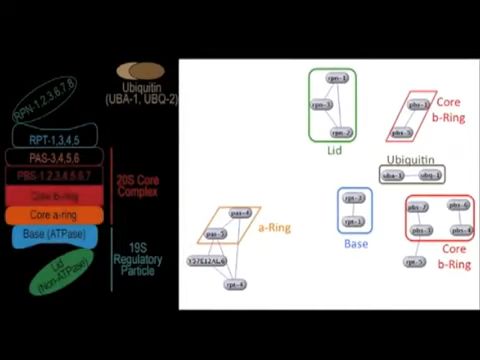 Ubiquitin
(UBA-1, UBQ-2)
RPN-1,2,3,6,7,8
RPT-1,3,4,5
PAS-3,4,5,6
PBS-1,2,3,4,5,6,7
Core b-ring
Core a-ring
Base (ATPase)
Lid
(Non-ATPase)
20S Core
Complex
19S
Regulatory
Particle
rpn-1
rpn-3
rpn-2
Lid
pbs-1
pbs-5
Core
b-Ring
Ubiquitin
uba-1
ubq-1
pas-4
pas-5
a-Ring
rpt-4
rpt-3
rpt-1
Base
pbs-7
pbs-6
pbs-3
pbs-4
rpn-5
Core
b-Ring